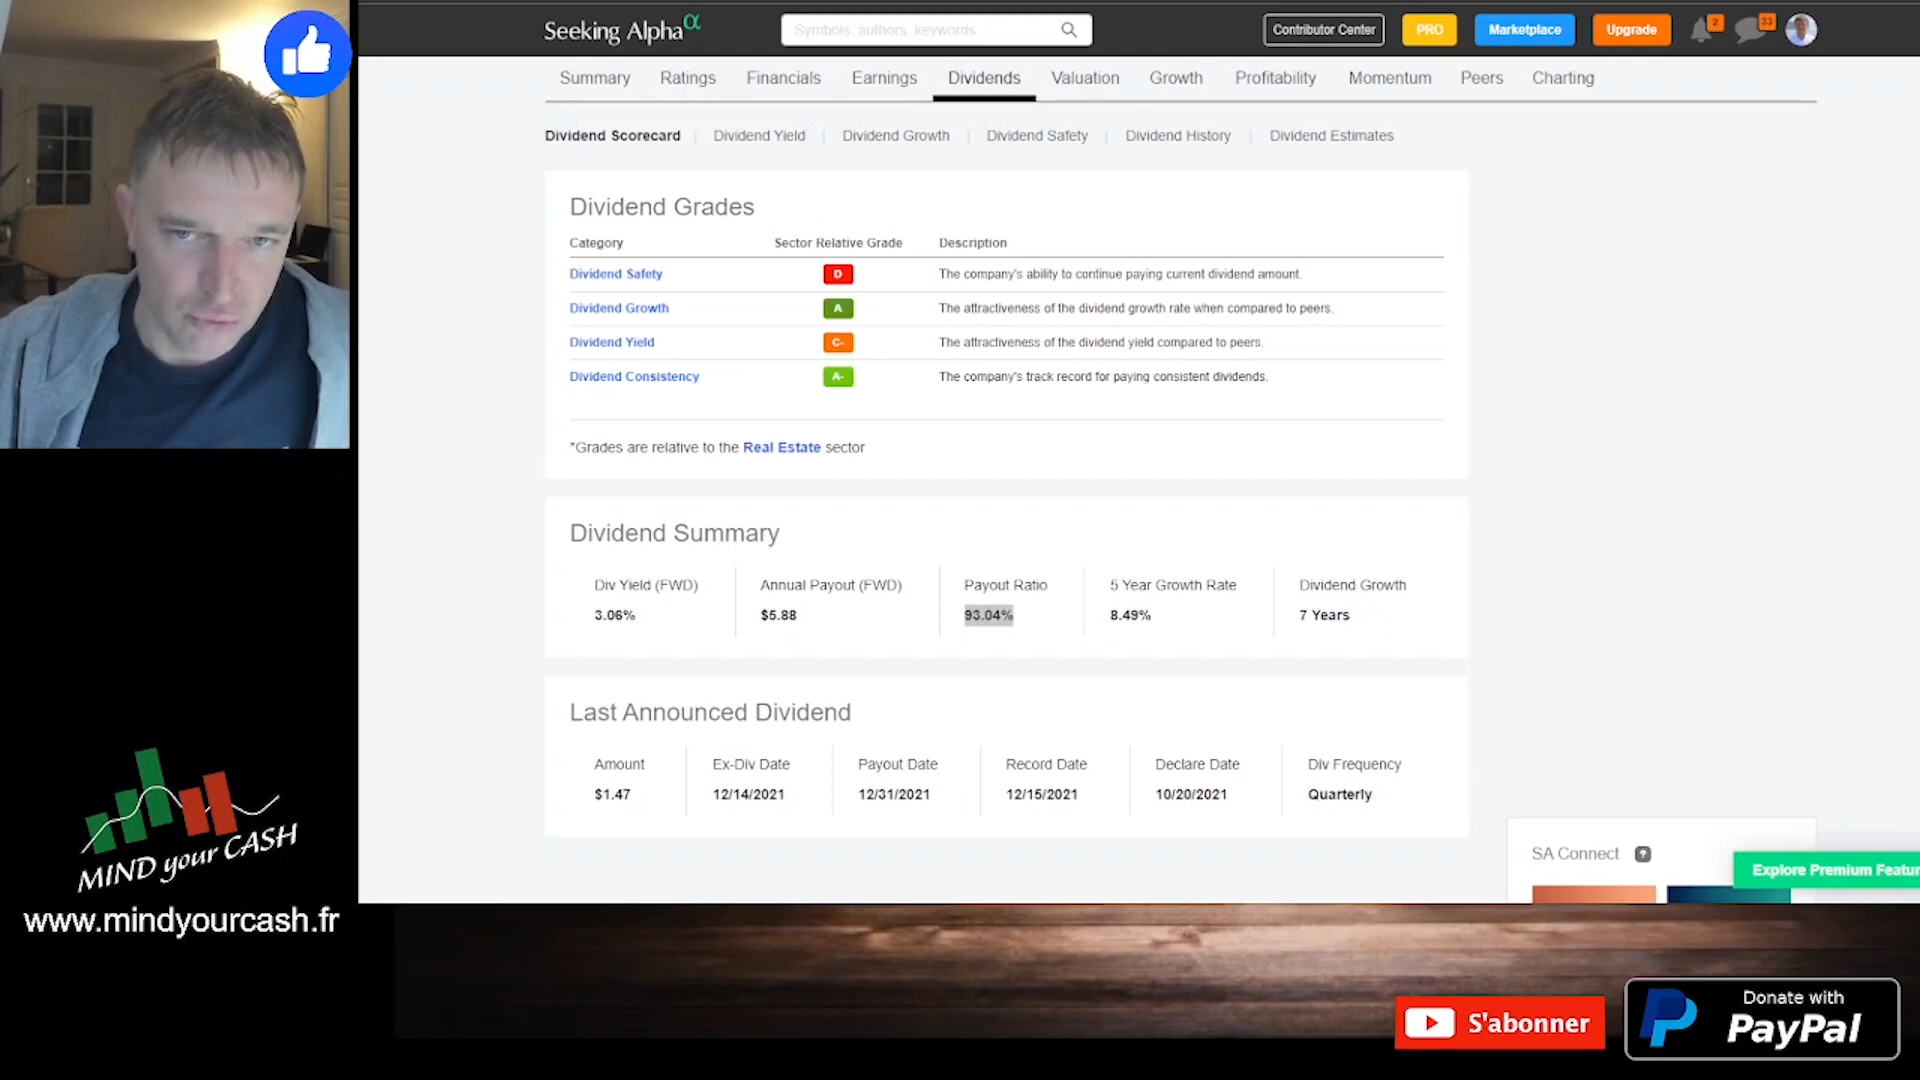 Seeking Alpha α
Symbols, authors, keywords
Contributor Center
PRO
Marketplace
Upgrade
2
33
Summary
Ratings
Financials
Earnings
Dividends
Valuation
Growth
Profitability
Momentum
Peers
Charting
Dividend Scorecard
Dividend Yield
Dividend Growth
Dividend Safety
Dividend History
Dividend Estimates
Dividend Grades
Category Sector Relative Grade Description
Dividend Safety D The company's ability to continue paying current dividend amount.
Dividend Growth A The attractiveness of the dividend growth rate when compared to peers.
Dividend Yield C- The attractiveness of the dividend yield compared to peers.
Dividend Consistency A- The company's track record for paying consistent dividends.
*Grades are relative to the Real Estate sector
Dividend Summary
Div Yield (FWD) Annual Payout (FWD) Payout Ratio 5 Year Growth Rate Dividend Growth
3.06% $5.88 93.04% 8.49% 7 Years
Last Announced Dividend
Amount Ex-Div Date Payout Date Record Date Declare Date Div Frequency
$1.47 12/14/2021 12/31/2021 12/15/2021 10/20/2021 Quarterly
SA Connect ?
Explore Premium Featur
MIND your CASH
www.mindyourcash.fr
S'abonner
Donate with
PayPal